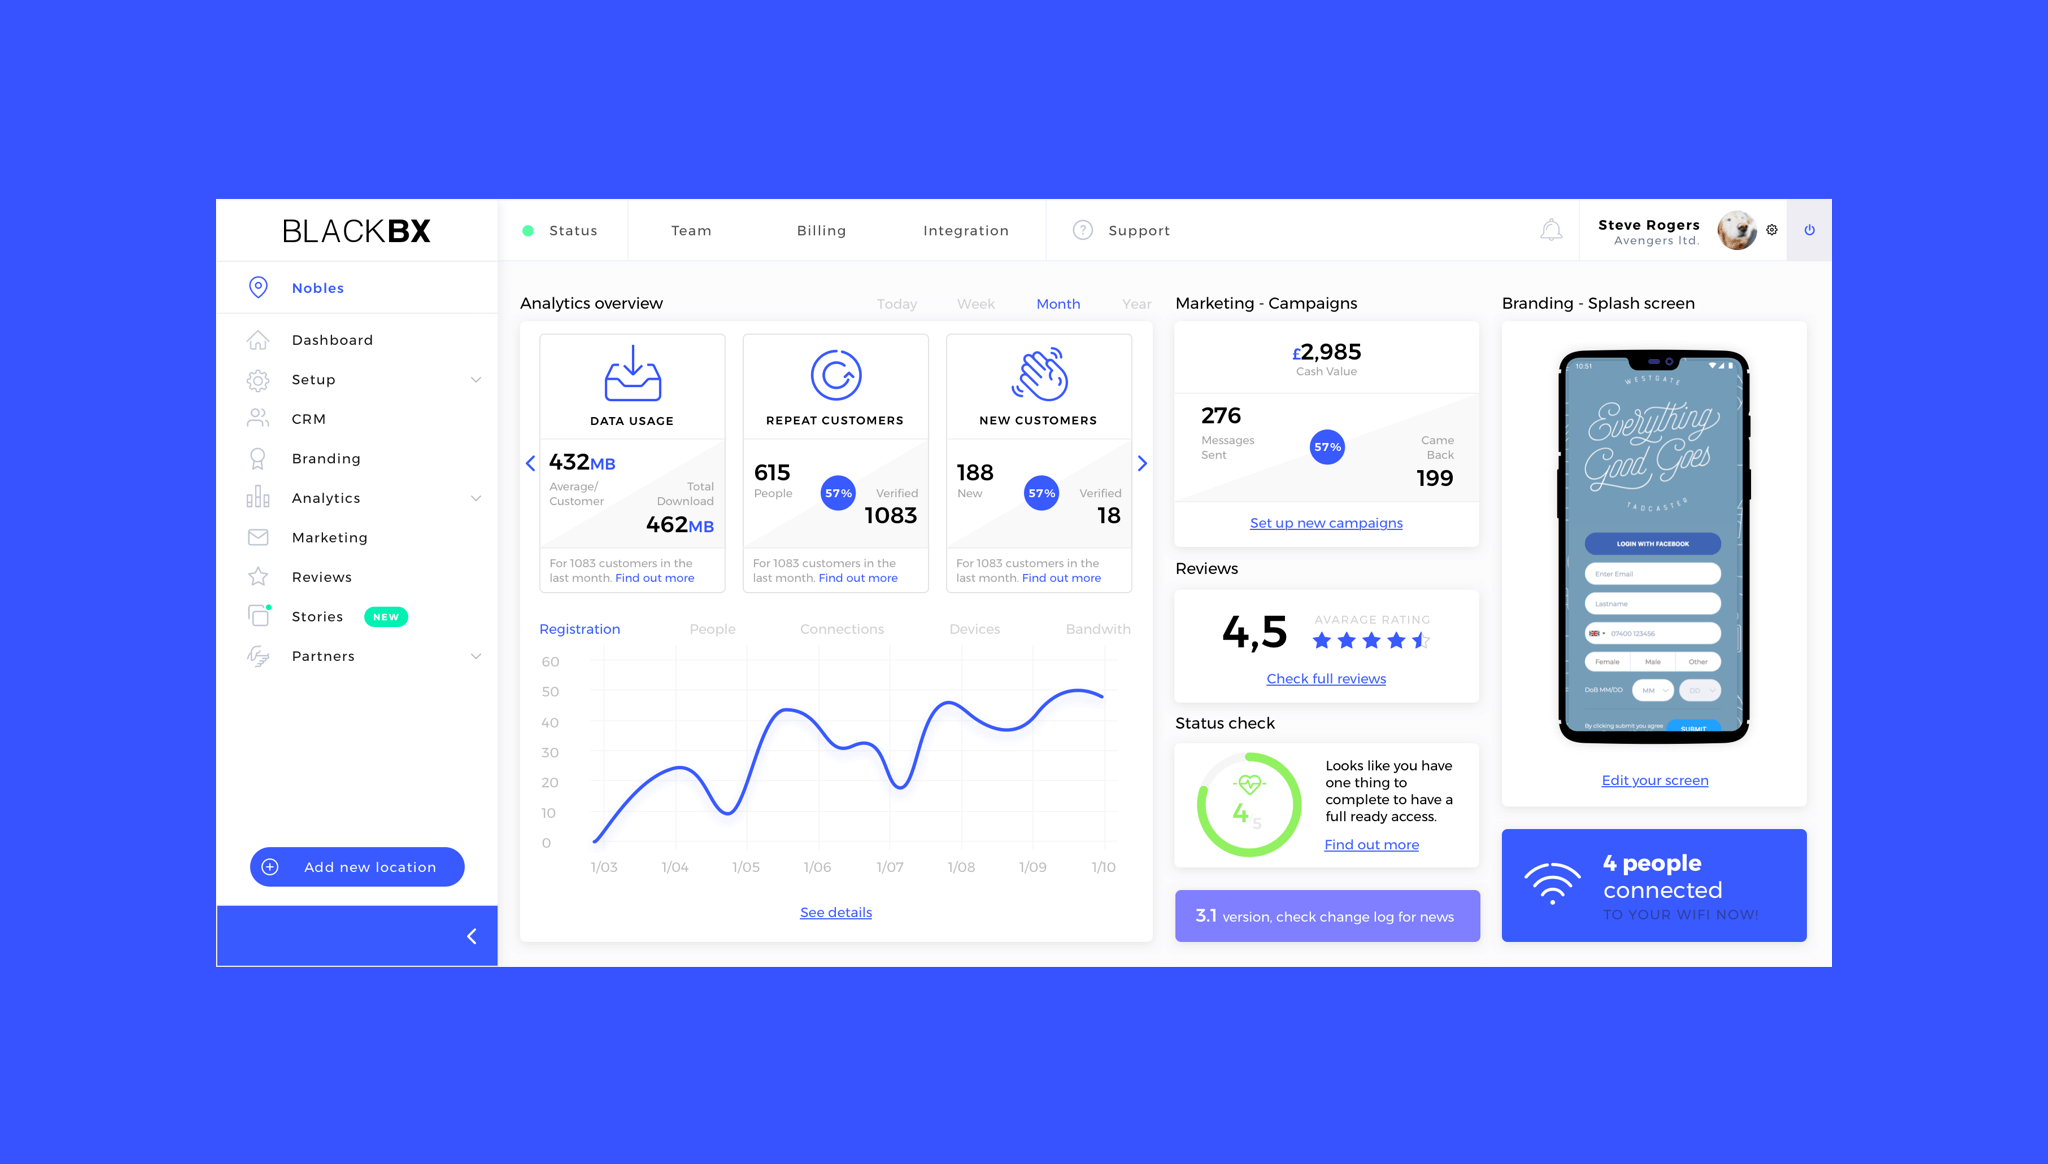 BLACKBX
Status
Team
Billing
Integration
? Support
Steve Rogers
Avengers ltd.
Nobles
Dashboard
Setup
CRM
Branding
Analytics
Marketing
Reviews
Stories NEW
Partners
Add new location
Analytics overview
Today
Week
Month
Year
DATA USAGE
432MB
Average/
Customer
Total
Download
462MB
For 1083 customers in the
last month. Find out more
REPEAT CUSTOMERS
615
People
57%
Verified
1083
For 1083 customers in the
last month. Find out more
NEW CUSTOMERS
188
New
57%
Verified
18
For 1083 customers in the
last month. Find out more
Registration
People
Connections
Devices
Bandwith
60
50
40
30
20
10
0
1/03 1/04 1/05 1/06 1/07 1/08 1/09 1/10
See details
Marketing - Campaigns
£2,985
Cash Value
276
Messages
Sent
57%
Came
Back
199
Set up new campaigns
Reviews
4,5
AVARAGE RATING
Check full reviews
Status check
4
5
Looks like you have
one thing to
complete to have a
full ready access.
Find out more
3.1 version, check change log for news
Branding - Splash screen
10:51
WESTGATE
Everything
Good Goes
TADCASTER
LOGIN WITH FACEBOOK
Enter Email
Lastname
07400 123456
Female Male Other
DoB MM/DD MM DD
By clicking submit you agree
SUBMIT
Edit your screen
4 people
connected
TO YOUR WIFI NOW!